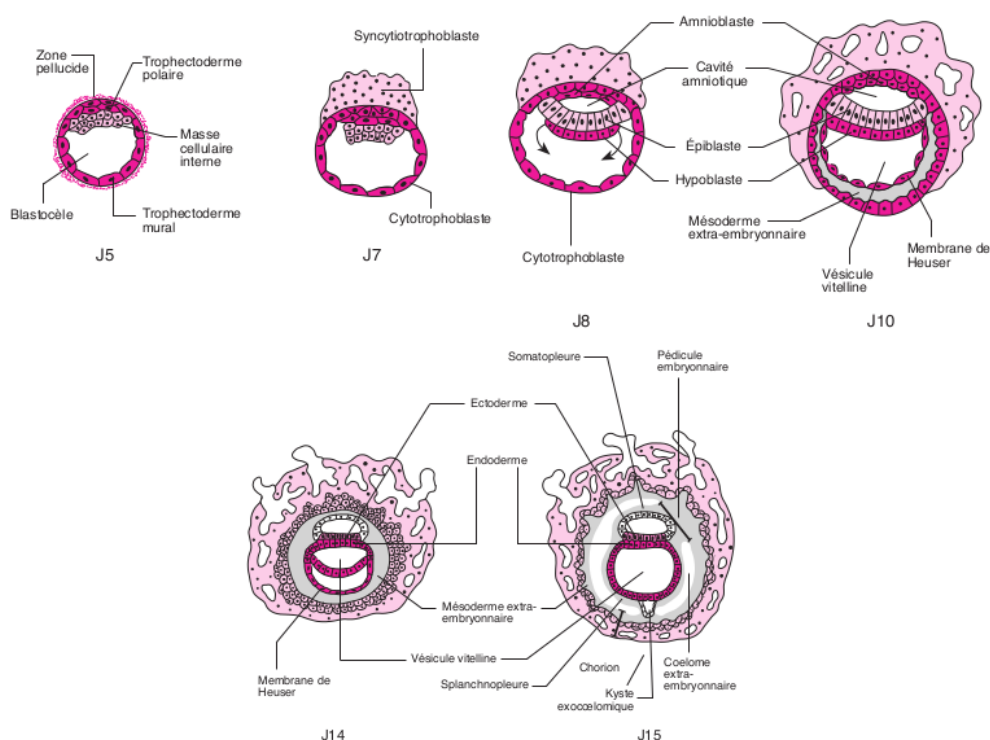 Zone
pellucide
Trophectoderme
polaire
Masse
cellulaire
interne
Blastocèle
Trophectoderme
mural
J5
Syncytiotrophoblaste
Cytotrophoblaste
J7
Amnioblaste
Cavité
amniotique
Épiblaste
Hypoblaste
Mésoderme
extra-embryonnaire
Cytotrophoblaste
Membrane de
Heuser
Vésicule
vitelline
J8
J10
Somatopleure
Pédicule
embryonnaire
Ectoderme
Endoderme
Mésoderme extra-
embryonnaire
Vésicule vitelline
Membrane de
Heuser
Splanchnopleure
Chorion
Kyste
exocœlomique
Coelome
extra-
embryonnaire
J14
J15